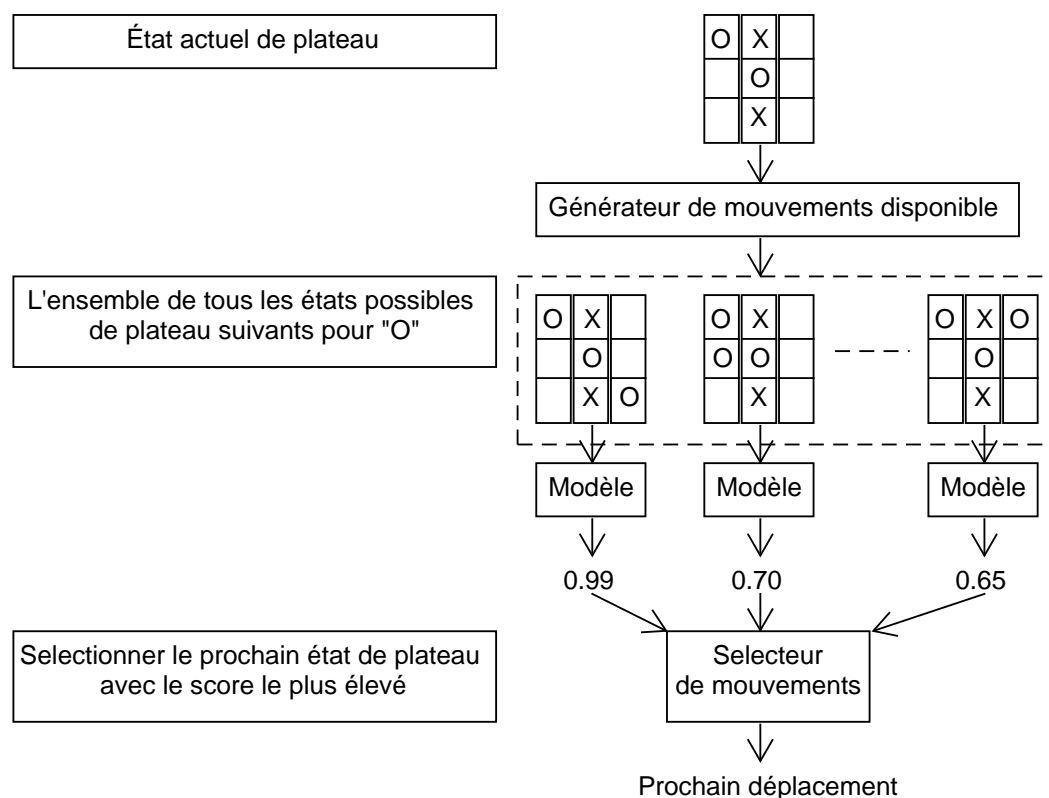 État actuel de plateau
O X
O
X
Générateur de mouvements disponible
L'ensemble de tous les états possibles
de plateau suivants pour "O"
O X
O
X O
O X
O O
X
O X O
O
X
Modèle
Modèle
Modèle
0.99
0.70
0.65
Selectionner le prochain état de plateau
avec le score le plus élevé
Selecteur
de mouvements
Prochain déplacement